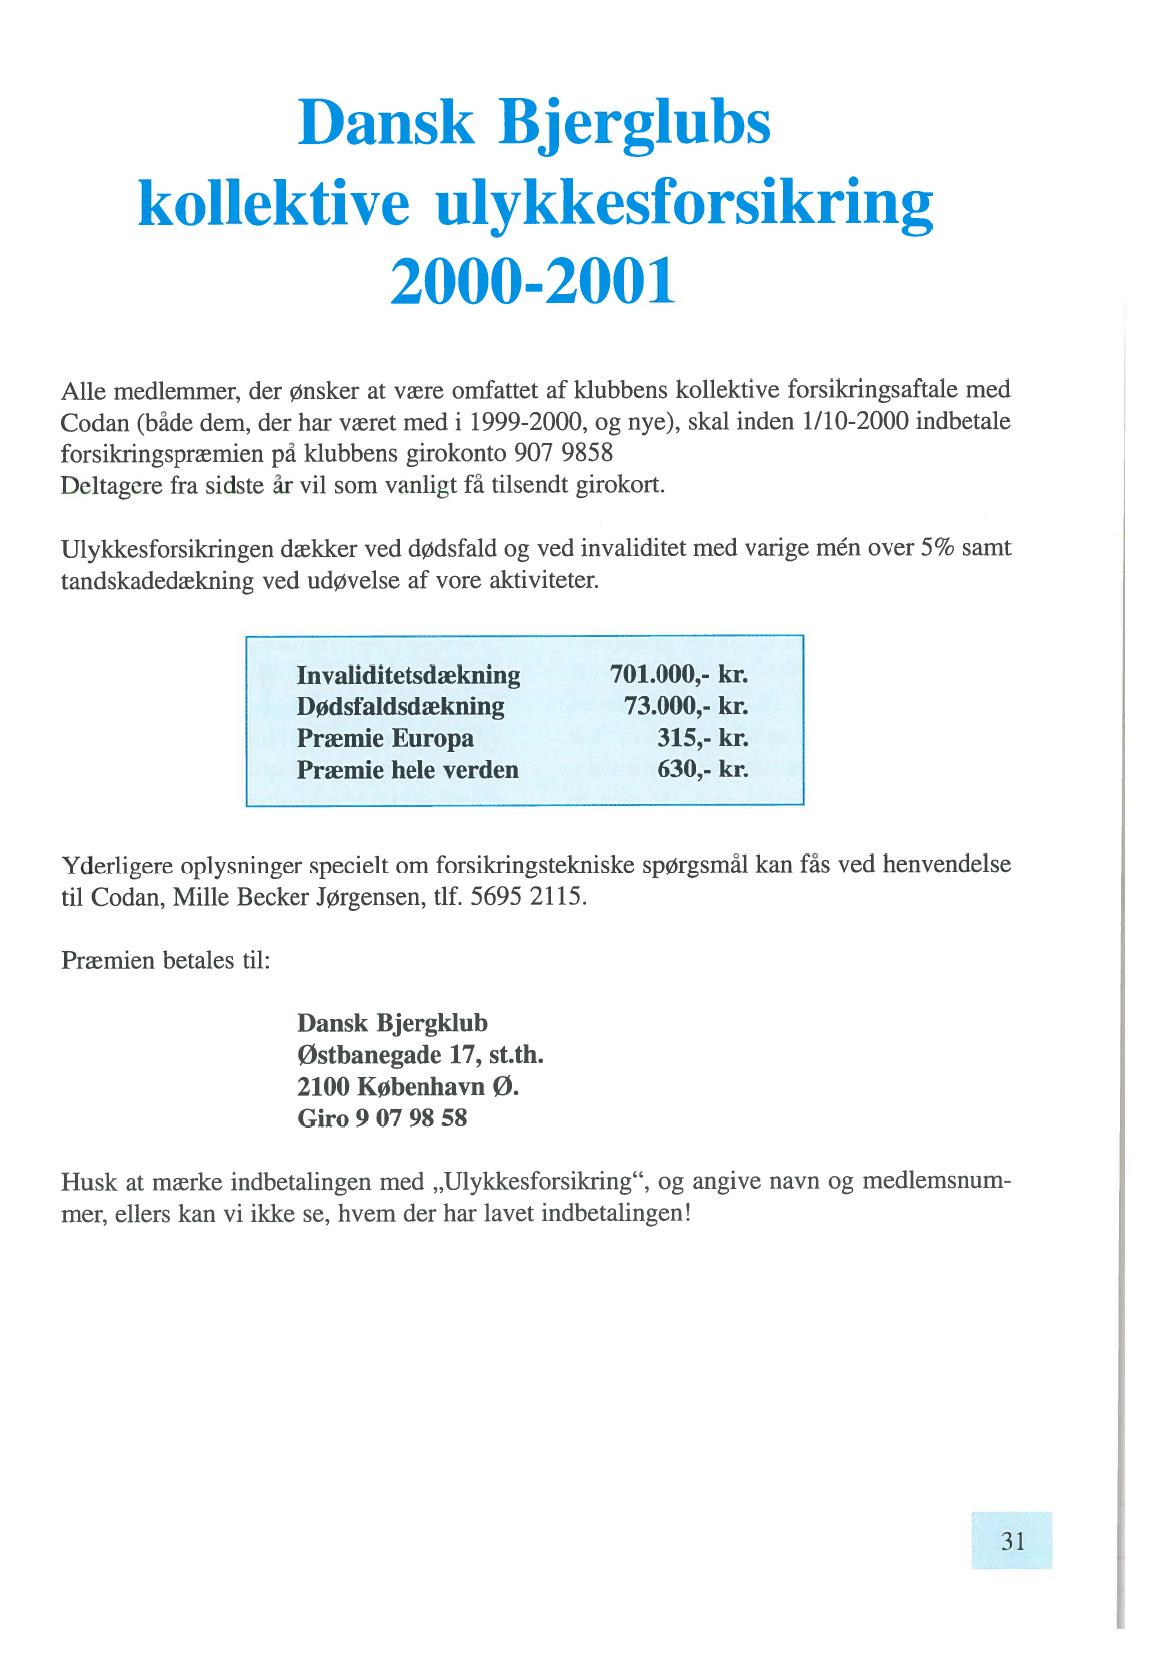 Dansk Bjerglubs
kollektive ulykkesforsikring
2000-2001
Alle medlemmer, der ønsker at være omfattet af klubbens kollektive forsikringsaftale med
Codan (både dem, der har været med i 1999-2000, og nye), skal inden 1/10-2000 indbetale
forsikringspræmien på klubbens girokonto 907 9858
Deltagere fra sidste år vil som vanligt få tilsendt girokort.
Ulykkesforsikringen dækker ved dødsfald og ved invaliditet med varige mén over 5% samt
tandskadedækning ved udøvelse af vore aktiviteter.
Invaliditetsdækning 701.000,- kr.
Dødsfaldsdækning 73.000,- kr.
Præmie Europa 315,- kr.
Præmie hele verden 630,- kr.
Yderligere oplysninger specielt om forsikringstekniske spørgsmål kan fås ved henvendelse
til Codan, Mille Becker Jørgensen, tlf. 5695 2115.
Præmien betales til:
Dansk Bjergklub
Østbanegade 17, st.th.
2100 København Ø.
Giro 9 07 98 58
Husk at mærke indbetalingen med „Ulykkesforsikring“, og angive navn og medlemsnum-
mer, ellers kan vi ikke se, hvem der har lavet indbetalingen!
31